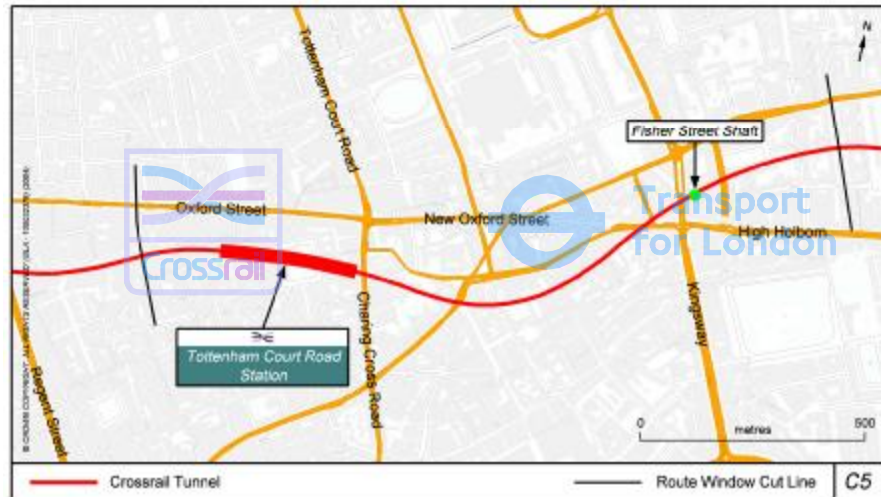 Tottenham Court Road
N
Fisher Street Shaft
Transport
for London
Oxford Street
New Oxford Street
High Holborn
Crossrail
Tottenham Court Road
Station
Charing Cross Road
Kingsway
Regent Street
0
500
metres
Crossrail Tunnel
Route Window Cut Line
C5